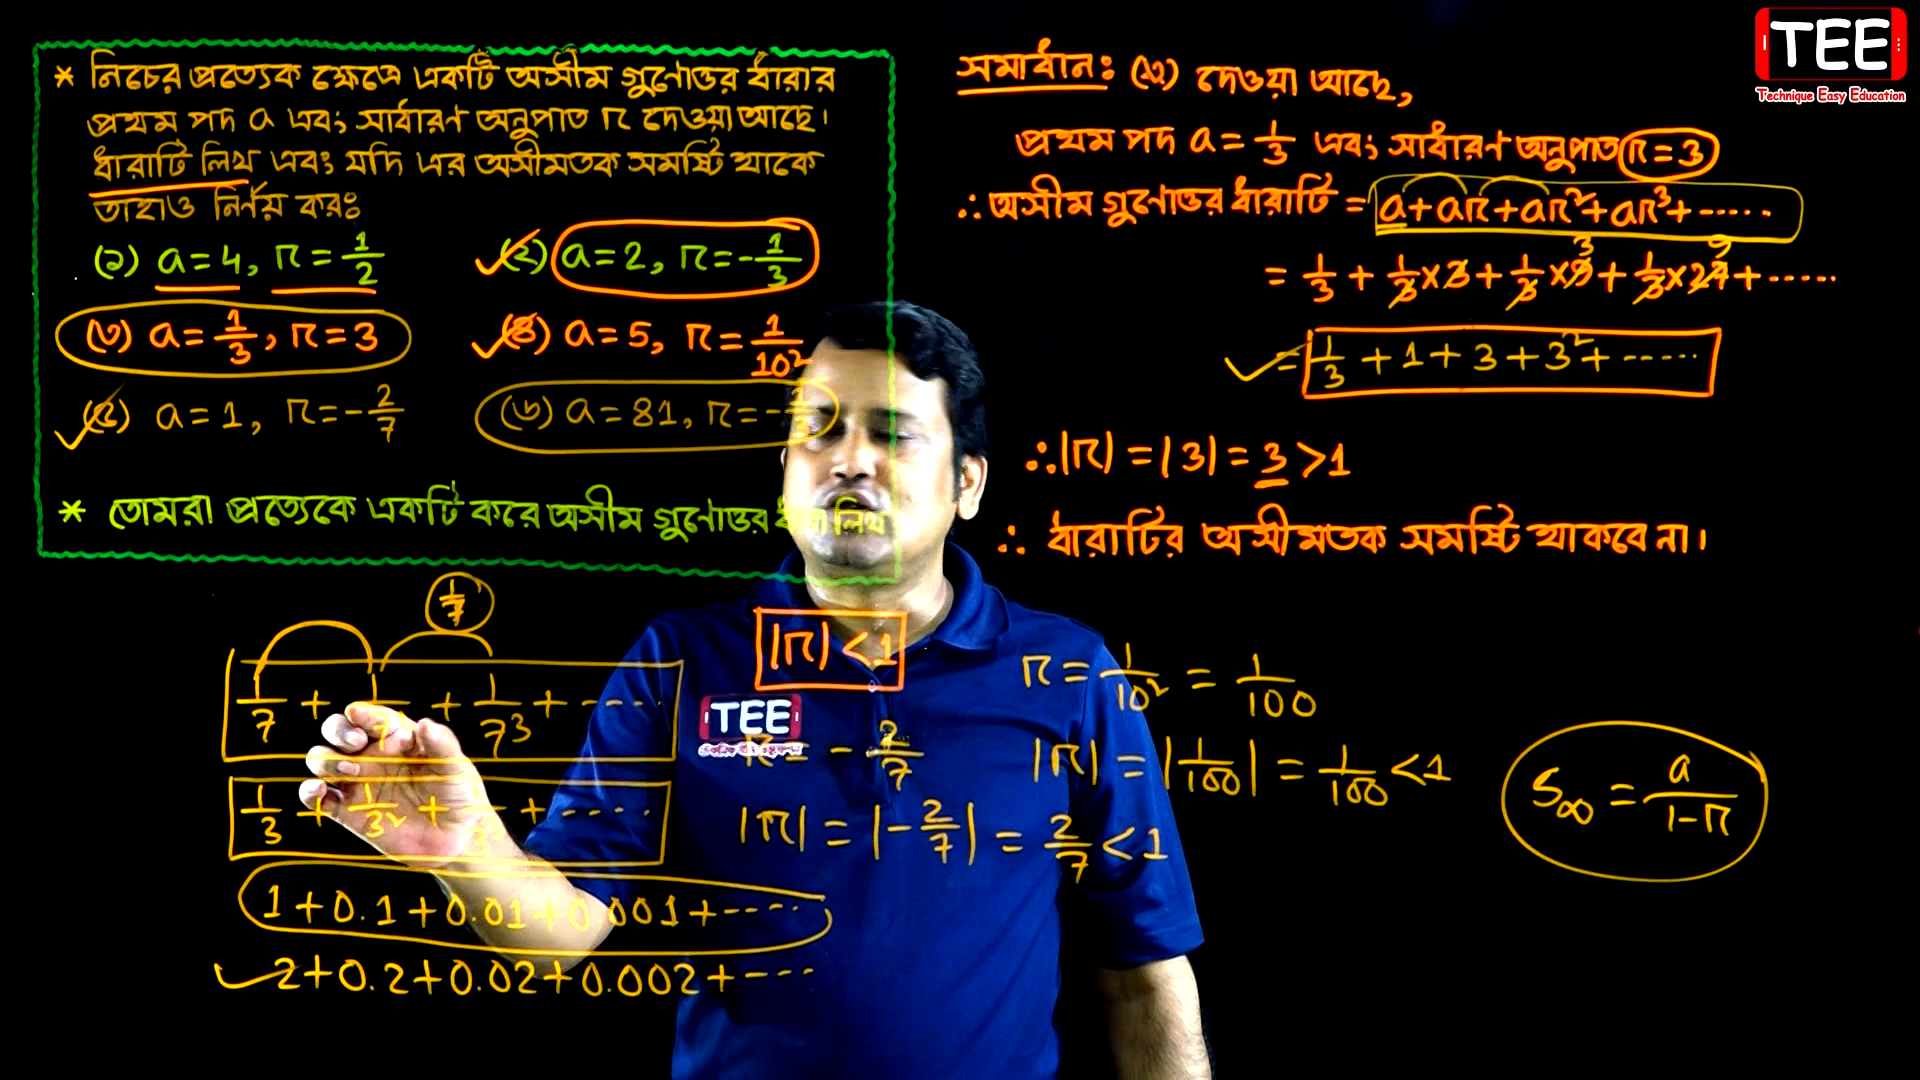 TEE
Technique Easy Education
* নিচের প্রত্যেক ক্ষেত্রে একটি অসীম গুণোত্তর ধারার
প্রথম পদ a এবং সাধারণ অনুপাত r দেওয়া আছে।
ধারাটি লিখ এবং যদি এর অসীমতক সমষ্টি থাকে
তাহাও নির্ণয় করঃ
(১) a = 4, r = 1/2
(২) a = 2, r = -1/3
(৩) a = 1/3, r = 3
(৪) a = 5, r = 1/10²
(৫) a = 1, r = -2/7
(৬) a = 81, r = -
* তোমরা প্রত্যেকে একটি করে অসীম গুণোত্তর লিখ
সমাধানঃ (৩) দেওয়া আছে,
প্রথম পদ a = 1/3 এবং সাধারণ অনুপাত r = 3
∴ অসীম গুণোত্তর ধারাটি = a + ar + ar² + ar³ + ......
= 1/3 + 1/3 × 3 + 1/3 × 9 3 + 1/3 × 27 9 + ......
= 1/3 + 1 + 3 + 3² + ......
∴ |r| = |3| = 3 > 1
∴ ধারাটির অসীমতক সমষ্টি থাকবে না।
1/7
1/7 + 1/7 + 1/7³ + ......
1/3 + 1/3² + + ......
1 + 0.1 + 0.01 + 0.001 + ......
2 + 0.2 + 0.02 + 0.002 + ......
|r| < 1
TEE
r = - 2/7
|r| = |-2/7| = 2/7 < 1
r = 1/10² = 1/100
|r| = |1/100| = 1/100 < 1
S∞ = a/1-r